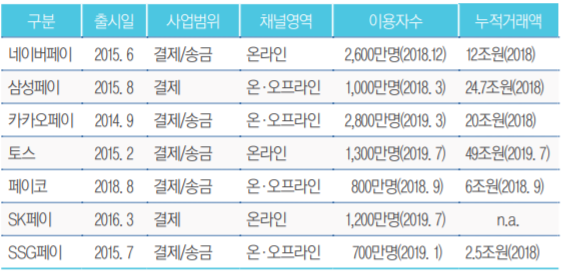 구분 출시일 사업범위 채널영역 이용자수 누적거래액
네이버페이 2015. 6 결제/송금 온라인 2,600만명(2018.12) 12조원(2018)
삼성페이 2015. 8 결제 온·오프라인 1,000만명(2018. 3) 24.7조원(2018)
카카오페이 2014. 9 결제/송금 온·오프라인 2,800만명(2019. 3) 20조원(2018)
토스 2015. 2 결제/송금 온라인 1,300만명(2019. 7) 49조원(2019. 7)
페이코 2018. 8 결제/송금 온·오프라인 800만명(2018. 9) 6조원(2018. 9)
SK페이 2016. 3 결제 온라인 1,200만명(2019. 7) n.a.
SSG페이 2015. 7 결제/송금 온·오프라인 700만명(2019. 1) 2.5조원(2018)